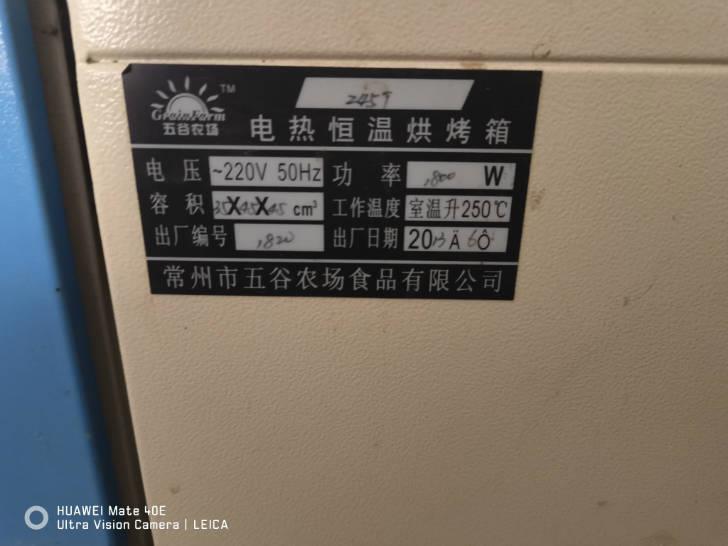 GrainFarm TM
五谷农场
电热恒温烘烤箱
电 压 ~220V 50Hz 功 率 1800 W
容 积 35X45X45 cm³ 工作温度 室温升250℃
出厂编号 1820 出厂日期 2013Ä6Ô
常州市五谷农场食品有限公司
HUAWEI Mate 40E
Ultra Vision Camera | LEICA